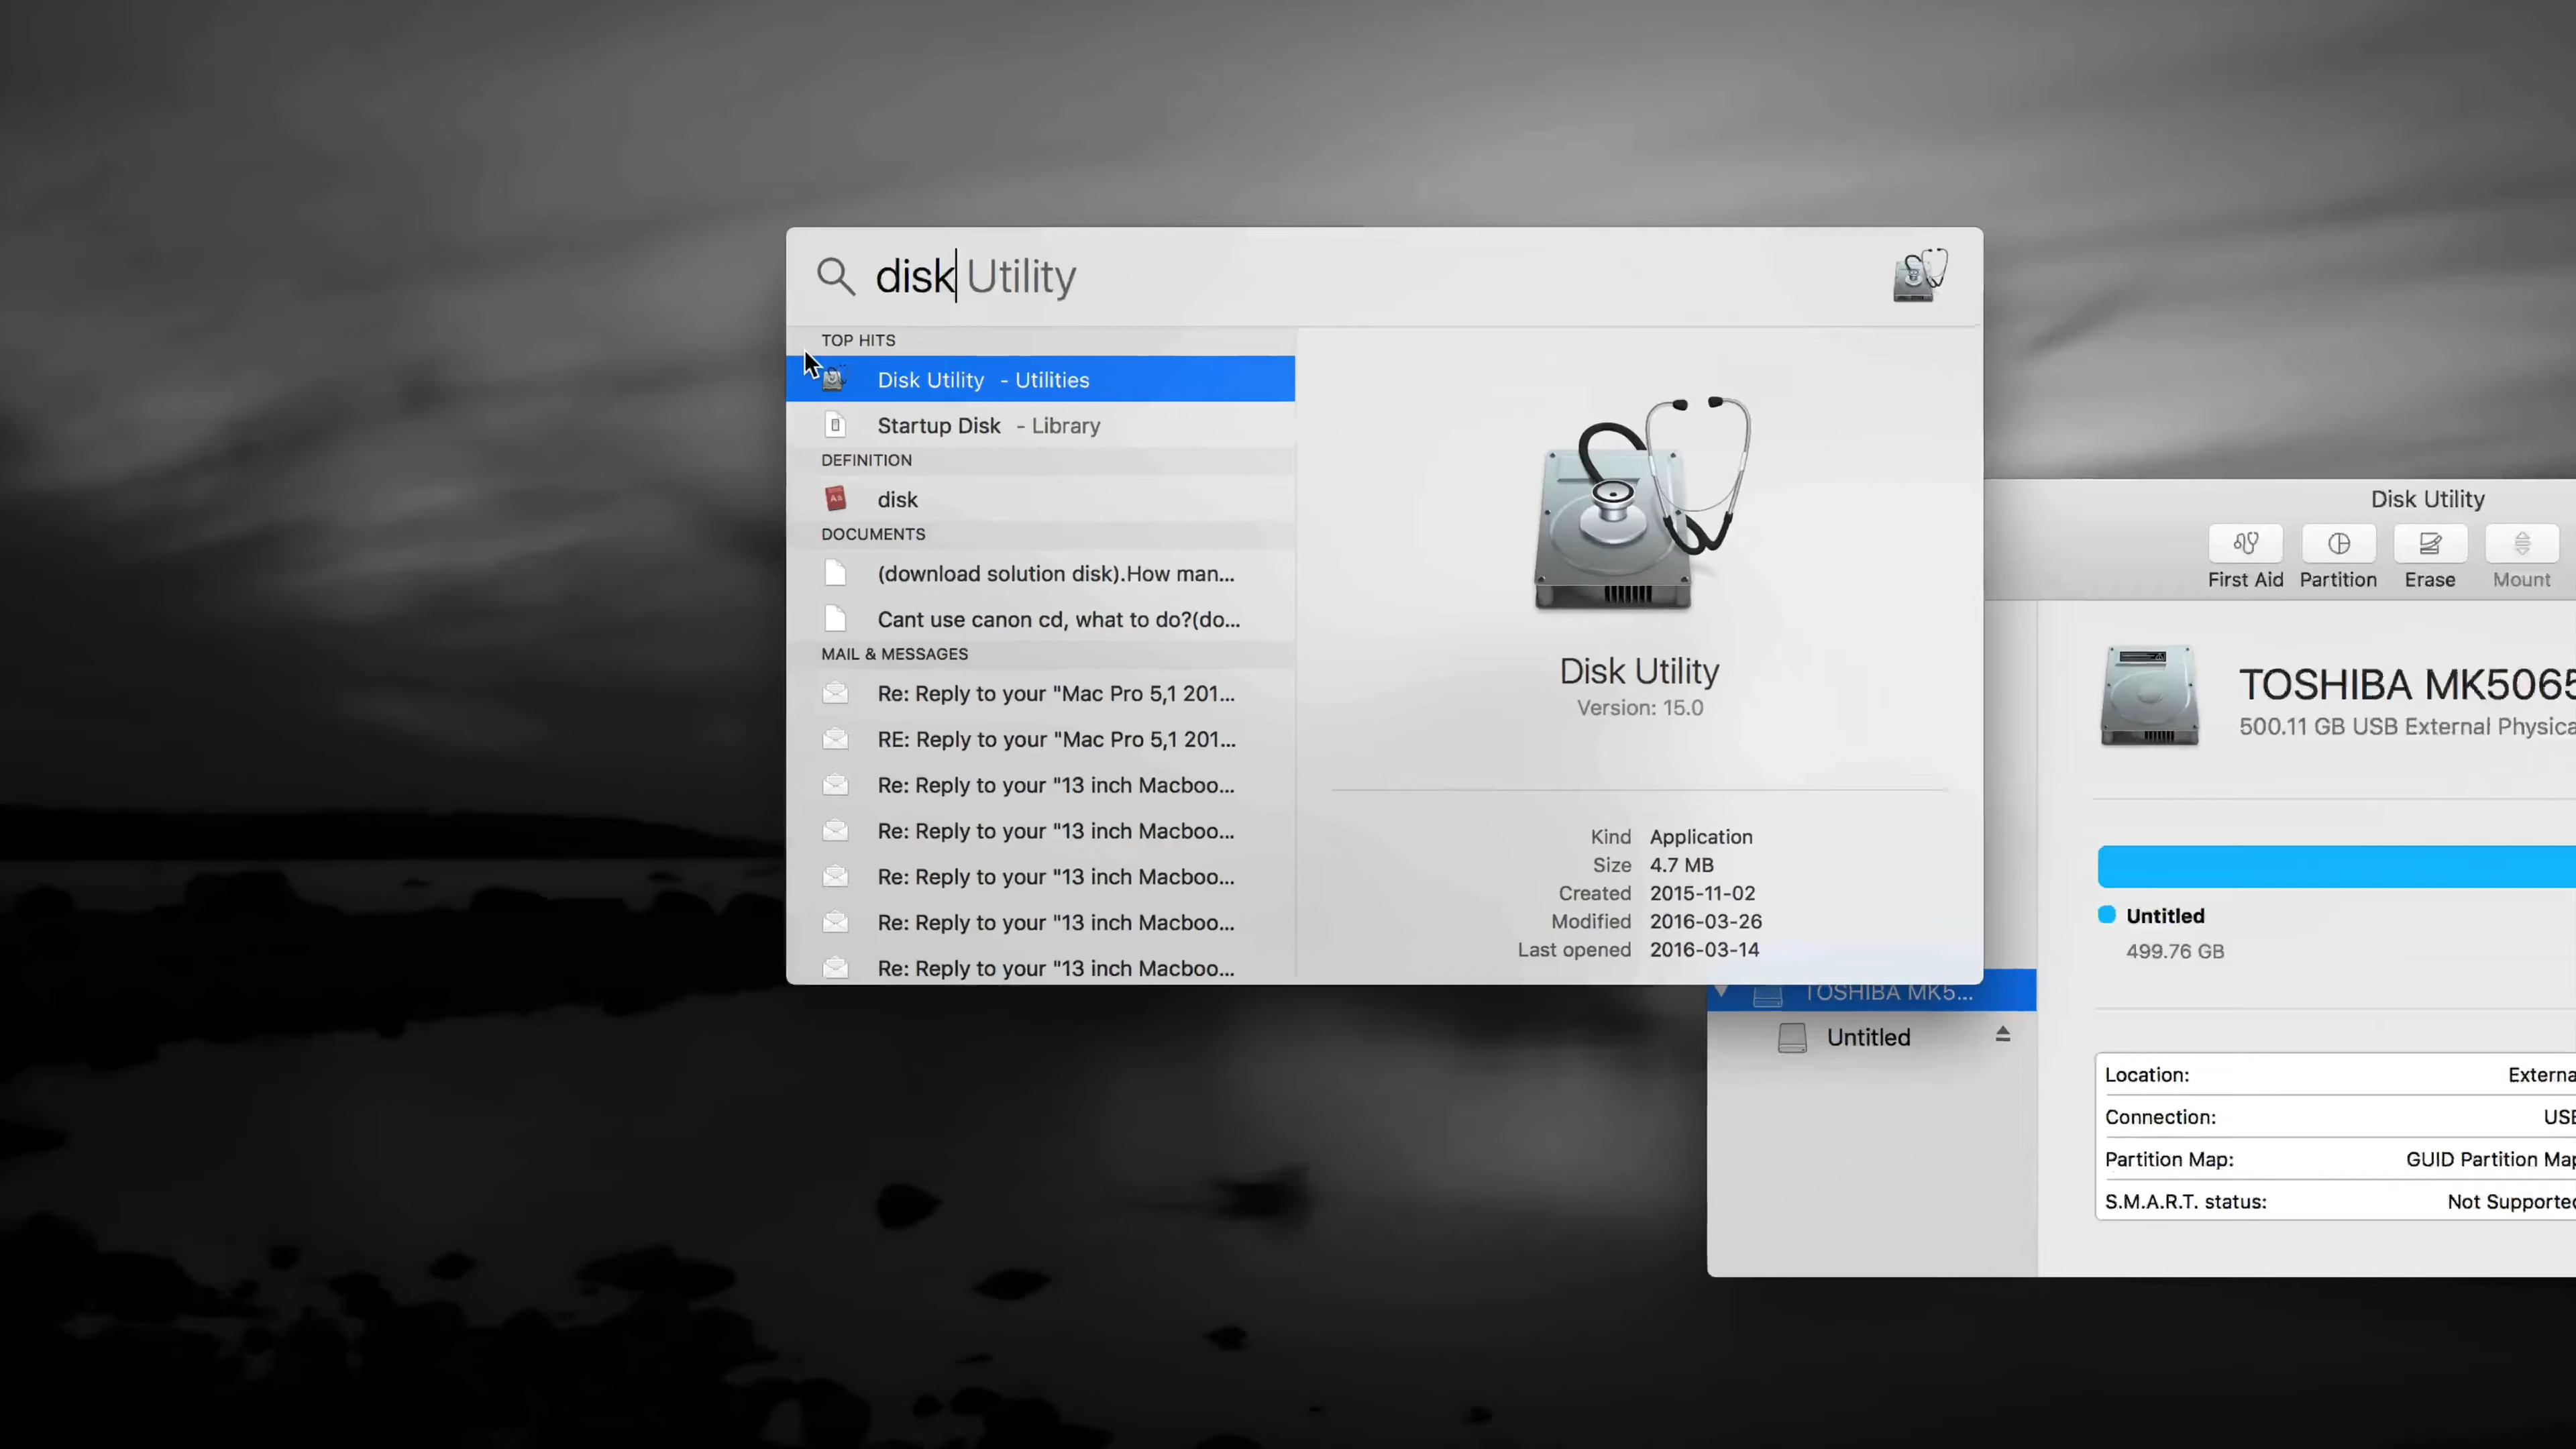 disk Utility
TOP HITS
Disk Utility - Utilities
Startup Disk - Library
DEFINITION
disk
DOCUMENTS
(download solution disk).How man...
Cant use canon cd, what to do?(do...
MAIL & MESSAGES
Re: Reply to your "Mac Pro 5,1 201...
RE: Reply to your "Mac Pro 5,1 201...
Re: Reply to your "13 inch Macboo...
Re: Reply to your "13 inch Macboo...
Re: Reply to your "13 inch Macboo...
Re: Reply to your "13 inch Macboo...
Re: Reply to your "13 inch Macboo...
Disk Utility
Version: 15.0
Kind Application
Size 4.7 MB
Created 2015-11-02
Modified 2016-03-26
Last opened 2016-03-14
Disk Utility
First Aid Partition Erase Mount
TOSHIBA MK5...
Untitled
TOSHIBA MK506
500.11 GB USB External Physica
Untitled
499.76 GB
Location: Externa
Connection: USB
Partition Map: GUID Partition Map
S.M.A.R.T. status: Not Supported